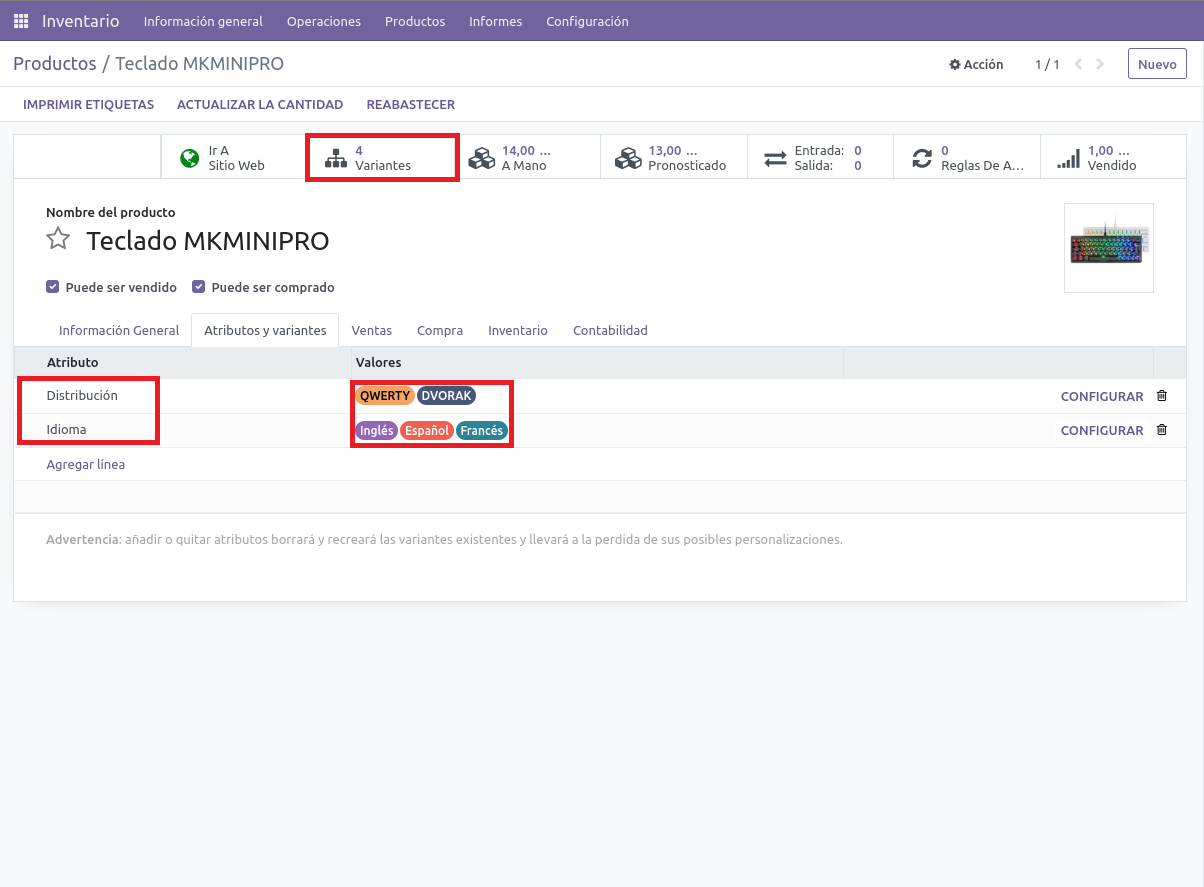 Inventario Información general Operaciones Productos Informes Configuración
Productos / Teclado MKMINIPRO Acción 1 / 1 Nuevo
IMPRIMIR ETIQUETAS ACTUALIZAR LA CANTIDAD REABASTECER
Ir A
Sitio Web
4
Variantes
14,00 ...
A Mano
13,00 ...
Pronosticado
Entrada: 0
Salida: 0
0
Reglas De A...
1,00 ...
Vendido
Nombre del producto
Teclado MKMINIPRO
Puede ser vendido Puede ser comprado
Información General Atributos y variantes Ventas Compra Inventario Contabilidad
Atributo Valores
Distribución QWERTY DVORAK CONFIGURAR
Idioma Inglés Español Francés CONFIGURAR
Agregar línea
Advertencia: añadir o quitar atributos borrará y recreará las variantes existentes y llevará a la perdida de sus posibles personalizaciones.